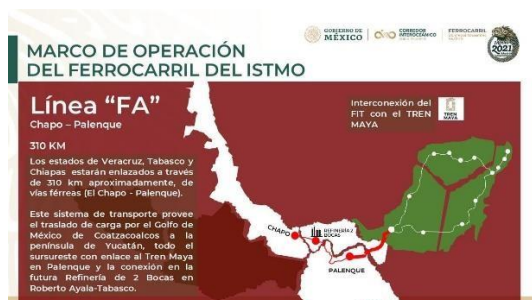 GOBIERNO DE
MÉXICO
CORREDOR
INTEROCEÁNICO
FERROCARRIL
2021
MARCO DE OPERACIÓN
DEL FERROCARRIL DEL ISTMO
Línea “FA”
Chapo – Palenque
310 KM
Los estados de Veracruz, Tabasco y
Chiapas estarán enlazados a través
de 310 km aproximadamente, de
vías férreas (El Chapo - Palenque).
Este sistema de transporte provee
el traslado de carga por el Golfo de
México de Coatzacoalcos a la
península de Yucatán, todo el
sursureste con enlace al Tren Maya
en Palenque y la conexión en la
futura Refinería de 2 Bocas en
Roberto Ayala-Tabasco.
Interconexión del
FIT con el TREN
MAYA
TREN
MAYA
CHAPO
REFINERÍA 2
BOCAS
PALENQUE